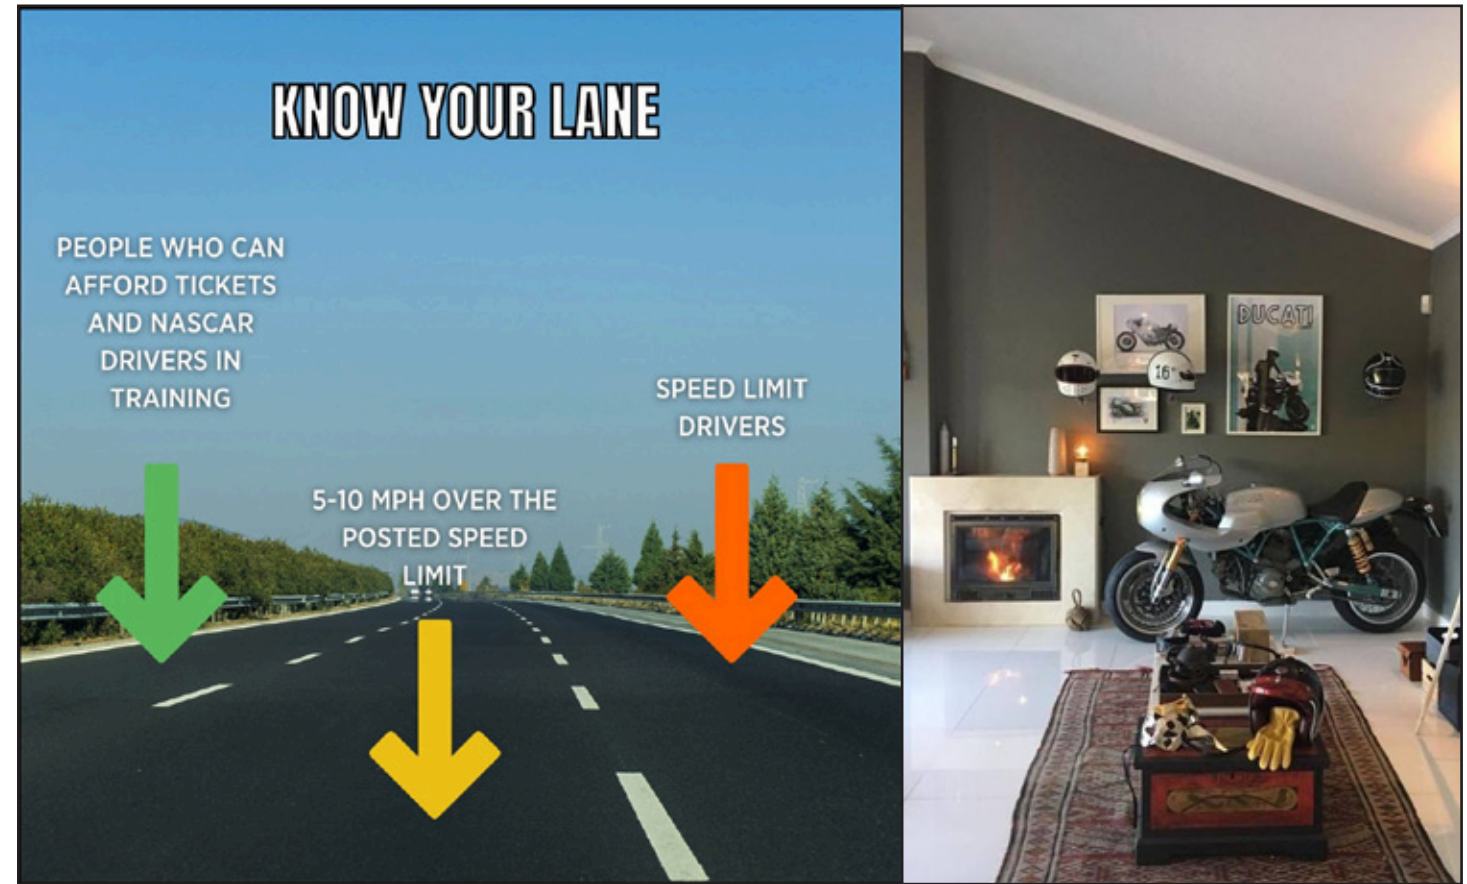 KNOW YOUR LANE
PEOPLE WHO CAN
AFFORD TICKETS
AND NASCAR
DRIVERS IN
TRAINING
5-10 MPH OVER THE
POSTED SPEED
LIMIT
SPEED LIMIT
DRIVERS
DUCATI
16